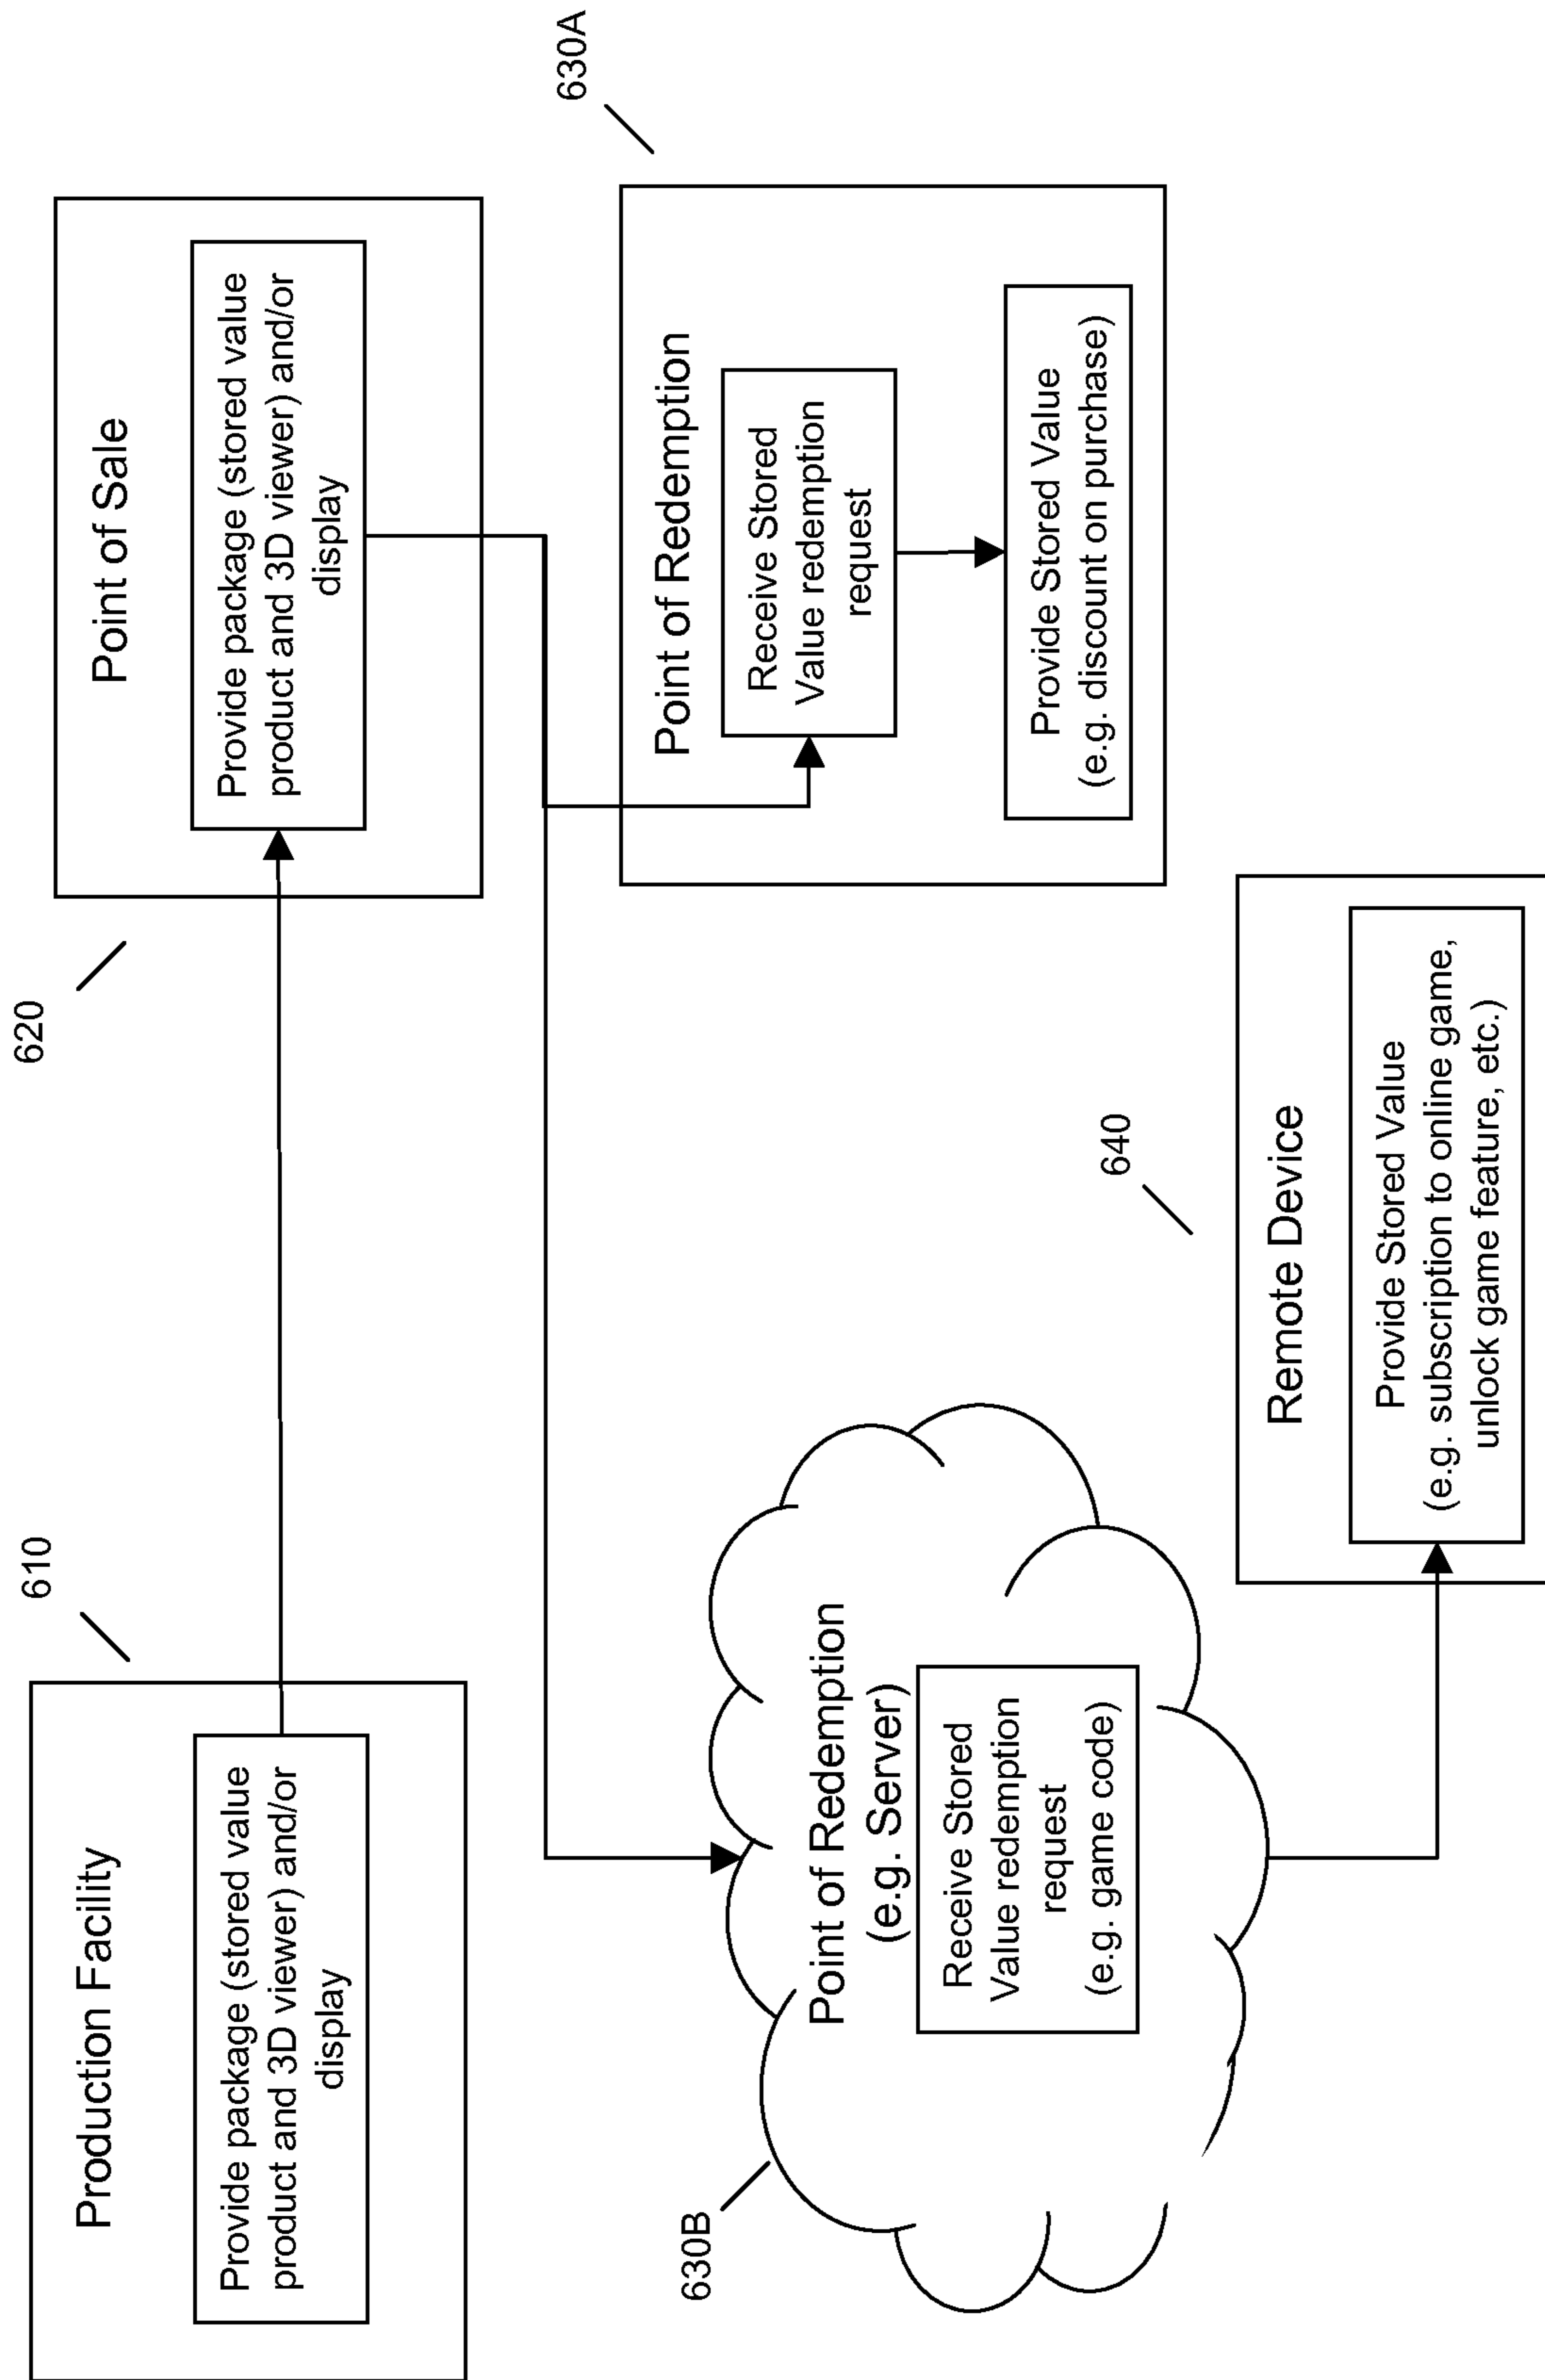 610
Production Facility
Provide package (stored value
product and 3D viewer) and/or
display
620
Point of Sale
Provide package (stored value
product and 3D viewer) and/or
display
630A
Point of Redemption
Receive Stored
Value redemption
request
Provide Stored Value
(e.g. discount on purchase)
630B
Point of Redemption
(e.g. Server)
Receive Stored
Value redemption
request
(e.g. game code)
640
Remote Device
Provide Stored Value
(e.g. subscription to online game,
unlock game feature, etc.)